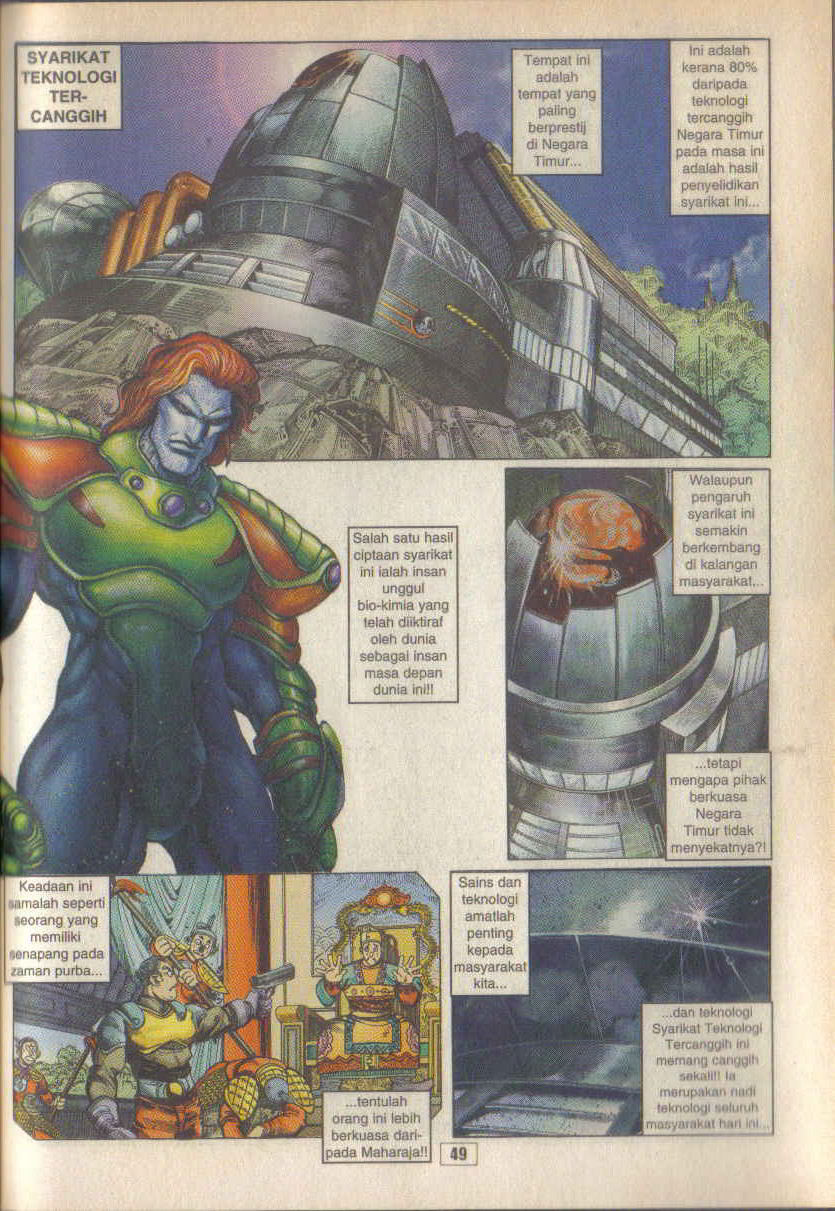 SYARIKAT
TEKNOLOGI
TER-
CANGGIH
Tempat ini
adalah
tempat yang
paling
berprestij
di Negara
Timur...
Ini adalah
kerana 80%
daripada
teknologi
tercanggih
Negara Timur
pada masa ini
adalah hasil
penyelidikan
syarikat ini...
Salah satu hasil
ciptaan syarikat
ini ialah insan
unggul
bio-kimia yang
telah diiktiraf
oleh dunia
sebagai insan
masa depan
dunia ini!!
Walaupun
pengaruh
syarikat ini
semakin
berkembang
di kalangan
masyarakat...
...tetapi
mengapa pihak
berkuasa
Negara
Timur tidak
menyekatnya?!
Keadaan ini
samalah seperti
seorang yang
memiliki
senapang pada
zaman purba...
...tentulah
orang ini lebih
berkuasa dari-
pada Maharaja!!
Sains dan
teknologi
amatlah
penting
kepada
masyarakat
kita...
...dan teknologi
Syarikat Teknologi
Tercanggih ini
memang canggih
sekali!! Ia
merupakan nadi
teknologi seluruh
masyarakat hari ini...
49